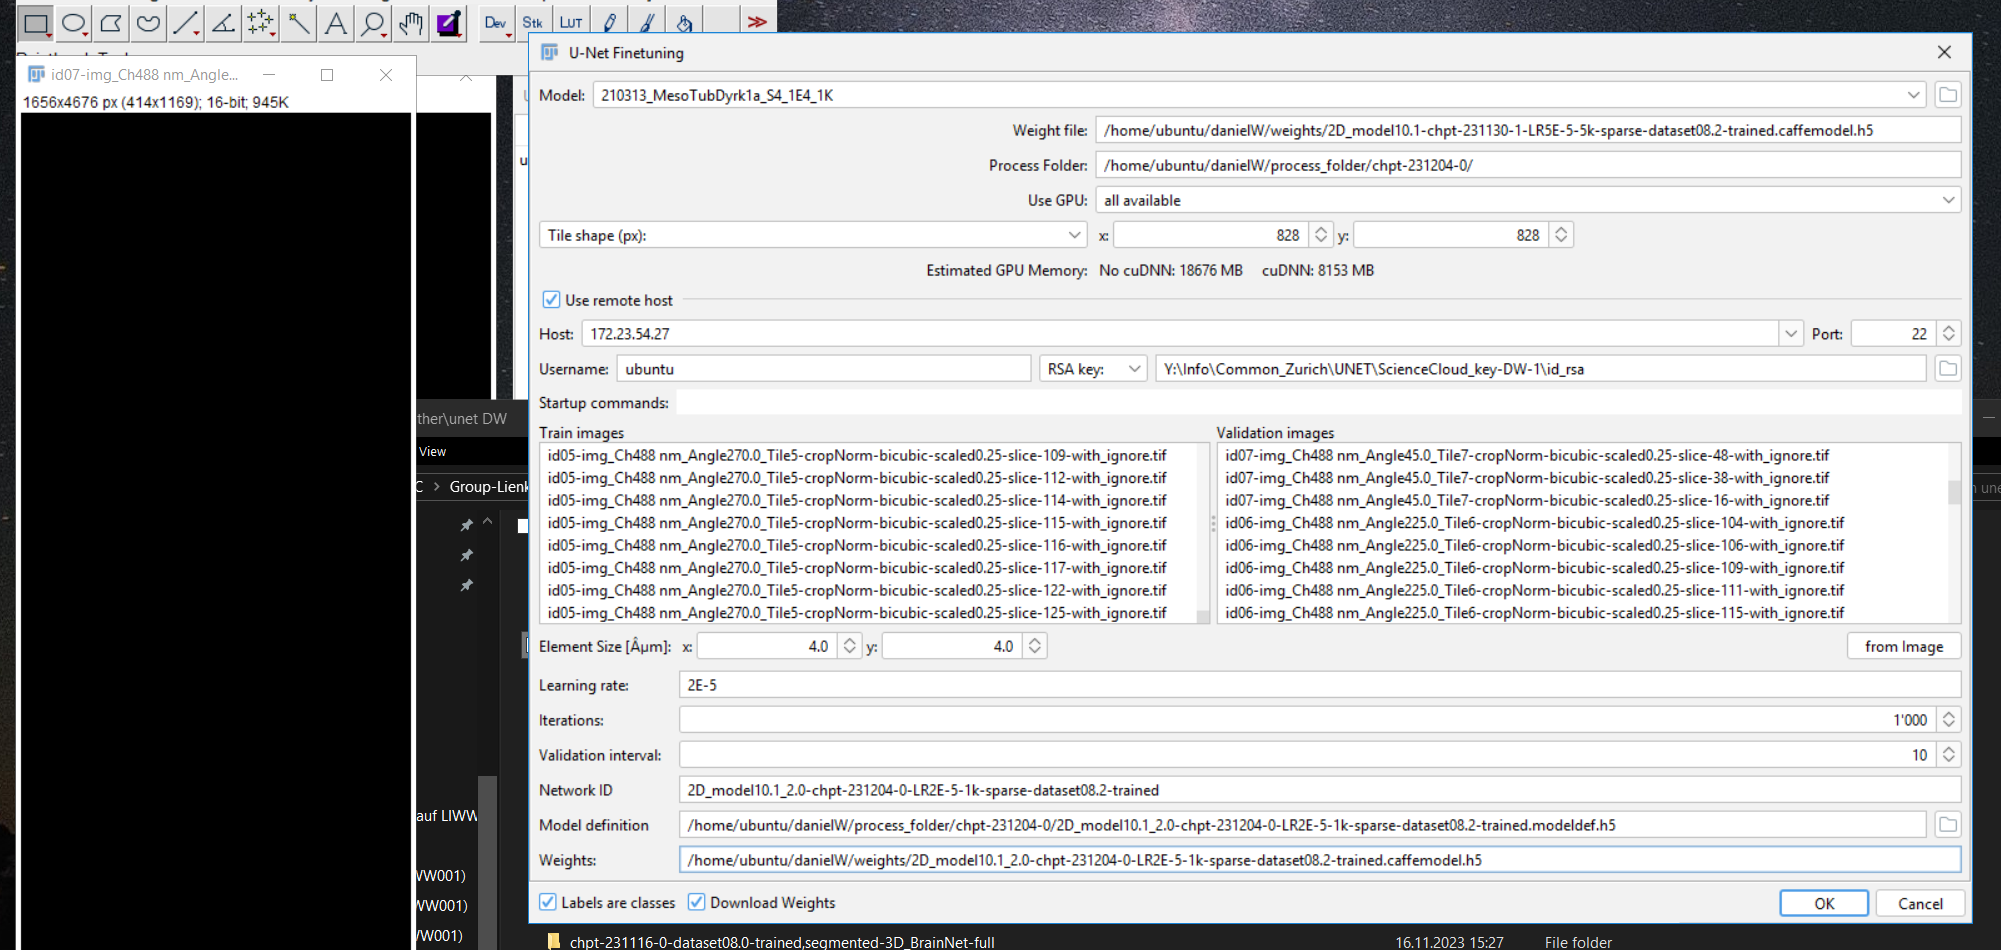 Dev Stk LUT
id07-img_Ch488 nm_Angle...
1656x4676 px (414x1169); 16-bit; 945K
U-Net Finetuning
Model: 210313_MesoTubDyrk1a_S4_1E4_1K
Weight file: /home/ubuntu/danielW/weights/2D_model10.1-chpt-231130-1-LR5E-5-5k-sparse-dataset08.2-trained.caffemodel.h5
Process Folder: /home/ubuntu/danielW/process_folder/chpt-231204-0/
Use GPU: all available
Tile shape (px): x: 828 y: 828
Estimated GPU Memory: No cuDNN: 18676 MB cuDNN: 8153 MB
Use remote host
Host: 172.23.54.27 Port: 22
Username: ubuntu RSA key: Y:\Info\Common_Zurich\UNET\ScienceCloud_key-DW-1\id_rsa
Startup commands:
Train images
id05-img_Ch488 nm_Angle270.0_Tile5-cropNorm-bicubic-scaled0.25-slice-109-with_ignore.tif
id05-img_Ch488 nm_Angle270.0_Tile5-cropNorm-bicubic-scaled0.25-slice-112-with_ignore.tif
id05-img_Ch488 nm_Angle270.0_Tile5-cropNorm-bicubic-scaled0.25-slice-114-with_ignore.tif
id05-img_Ch488 nm_Angle270.0_Tile5-cropNorm-bicubic-scaled0.25-slice-115-with_ignore.tif
id05-img_Ch488 nm_Angle270.0_Tile5-cropNorm-bicubic-scaled0.25-slice-116-with_ignore.tif
id05-img_Ch488 nm_Angle270.0_Tile5-cropNorm-bicubic-scaled0.25-slice-117-with_ignore.tif
id05-img_Ch488 nm_Angle270.0_Tile5-cropNorm-bicubic-scaled0.25-slice-122-with_ignore.tif
id05-img_Ch488 nm_Angle270.0_Tile5-cropNorm-bicubic-scaled0.25-slice-125-with_ignore.tif
Validation images
id07-img_Ch488 nm_Angle45.0_Tile7-cropNorm-bicubic-scaled0.25-slice-48-with_ignore.tif
id07-img_Ch488 nm_Angle45.0_Tile7-cropNorm-bicubic-scaled0.25-slice-38-with_ignore.tif
id07-img_Ch488 nm_Angle45.0_Tile7-cropNorm-bicubic-scaled0.25-slice-16-with_ignore.tif
id06-img_Ch488 nm_Angle225.0_Tile6-cropNorm-bicubic-scaled0.25-slice-104-with_ignore.tif
id06-img_Ch488 nm_Angle225.0_Tile6-cropNorm-bicubic-scaled0.25-slice-106-with_ignore.tif
id06-img_Ch488 nm_Angle225.0_Tile6-cropNorm-bicubic-scaled0.25-slice-109-with_ignore.tif
id06-img_Ch488 nm_Angle225.0_Tile6-cropNorm-bicubic-scaled0.25-slice-111-with_ignore.tif
id06-img_Ch488 nm_Angle225.0_Tile6-cropNorm-bicubic-scaled0.25-slice-115-with_ignore.tif
Element Size [Âµm]: x: 4.0 y: 4.0 from Image
Learning rate: 2E-5
Iterations: 1'000
Validation interval: 10
Network ID 2D_model10.1_2.0-chpt-231204-0-LR2E-5-1k-sparse-dataset08.2-trained
Model definition /home/ubuntu/danielW/process_folder/chpt-231204-0/2D_model10.1_2.0-chpt-231204-0-LR2E-5-1k-sparse-dataset08.2-trained.modeldef.h5
Weights: /home/ubuntu/danielW/weights/2D_model10.1_2.0-chpt-231204-0-LR2E-5-1k-sparse-dataset08.2-trained.caffemodel.h5
Labels are classes Download Weights OK Cancel
ther\unet DW
View
C > Group-Lienk
auf LIWW
WW001)
WW001)
W001)
chpt-231116-0-dataset08.0-trained,segmented-3D_BrainNet-full 16.11.2023 15:27 File folder